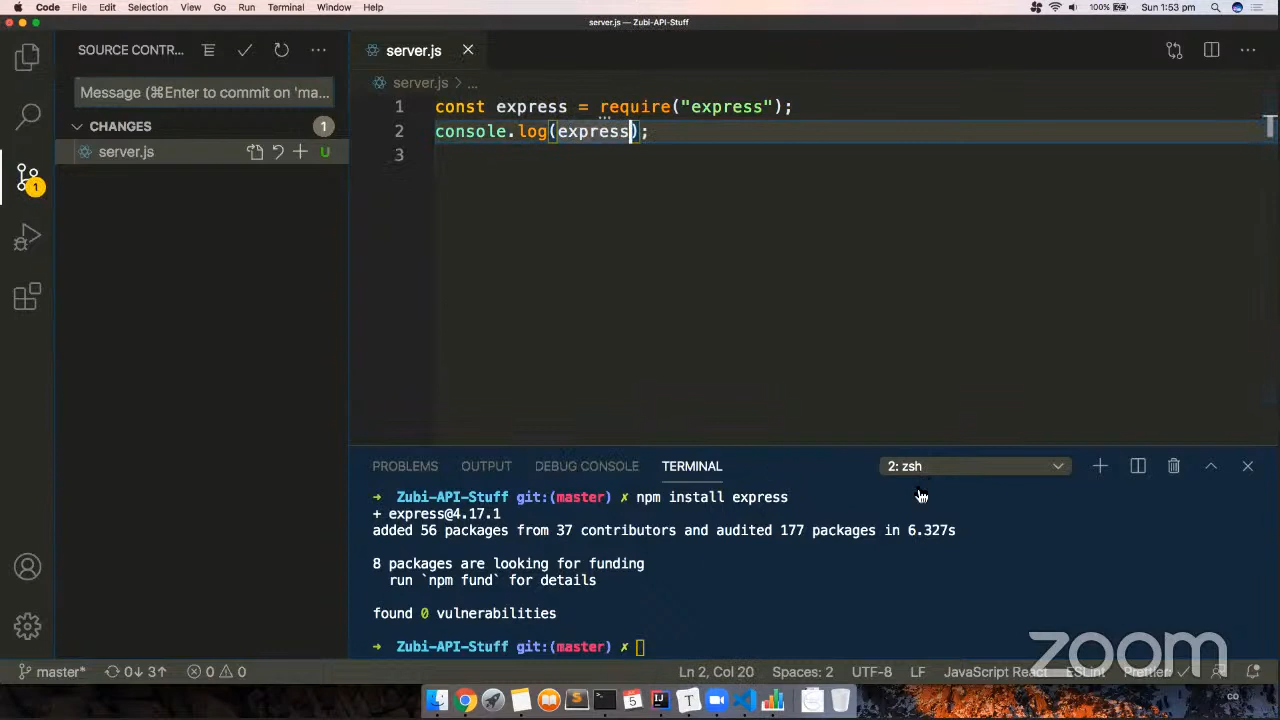 Code File Edit Selection View Go Run Terminal Window Help 100% Sun 1:53 pm
server.js — Zubi-API-Stuff
SOURCE CONTR...
server.js
Message (⌘Enter to commit on 'ma...
server.js > ...
CHANGES 1
server.js U
1
1 const express = require("express");
2 console.log(express);
3
PROBLEMS OUTPUT DEBUG CONSOLE TERMINAL 2: zsh
→ Zubi-API-Stuff git:(master) ✗ npm install express
+ express@4.17.1
added 56 packages from 37 contributors and audited 177 packages in 6.327s
8 packages are looking for funding
run `npm fund` for details
found 0 vulnerabilities
→ Zubi-API-Stuff git:(master) ✗
zoom
master* 0↓ 3↑ 0 0 Ln 2, Col 20 Spaces: 2 UTF-8 LF JavaScript React ESLint Prettier: ✓
5